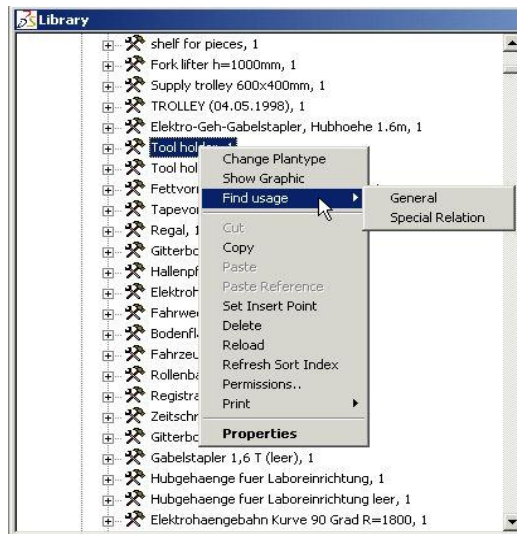 Library
shelf for pieces, 1
Fork lifter h=1000mm, 1
Supply trolley 600x400mm, 1
TROLLEY (04.05.1998), 1
Elektro-Geh-Gabelstapler, Hubhoehe 1.6m, 1
Tool holder, 1
Tool hol
Fettvor
Tapevor
Regal, 1
Gitterbo
Hallenpf
Elektroh
Fahrwe
Bodenfl
Fahrzeu
Rollenba
Registra
Zeitschr
Gitterbo
Gabelstapler 1,6 T (leer), 1
Hubgehaenge fuer Laboreinrichtung, 1
Hubgehaenge fuer Laboreinrichtung leer, 1
Elektrohaengebahn Kurve 90 Grad R=1800, 1
Change Plantype
Show Graphic
Find usage
Cut
Copy
Paste
Paste Reference
Set Insert Point
Delete
Reload
Refresh Sort Index
Permissions..
Print
Properties
General
Special Relation